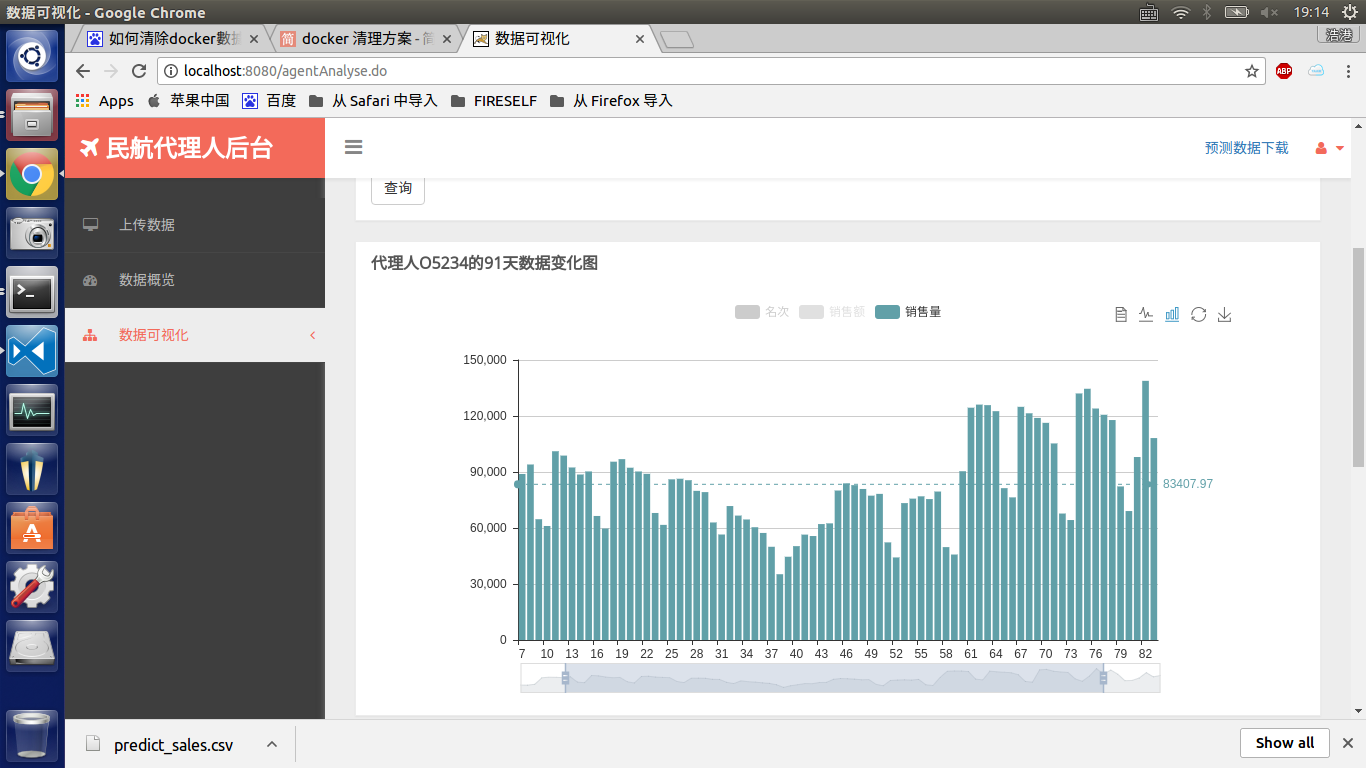 数据可视化 - Google Chrome
19:14
如何清除docker數據
docker 清理方案 - 简
数据可视化
浩港
localhost:8080/agentAnalyse.do
ABP
Apps 苹果中国 百度 从 Safari 中导入 FIRESELF 从 Firefox 导入
民航代理人后台
预测数据下载
上传数据
数据概览
数据可视化
查询
代理人O5234的91天数据变化图
名次 销售额 销售量
150,000
120,000
90,000
83407.97
60,000
30,000
0
7 10 13 16 19 22 25 28 31 34 37 40 43 46 49 52 55 58 61 64 67 70 73 76 79 82
predict_sales.csv
Show all